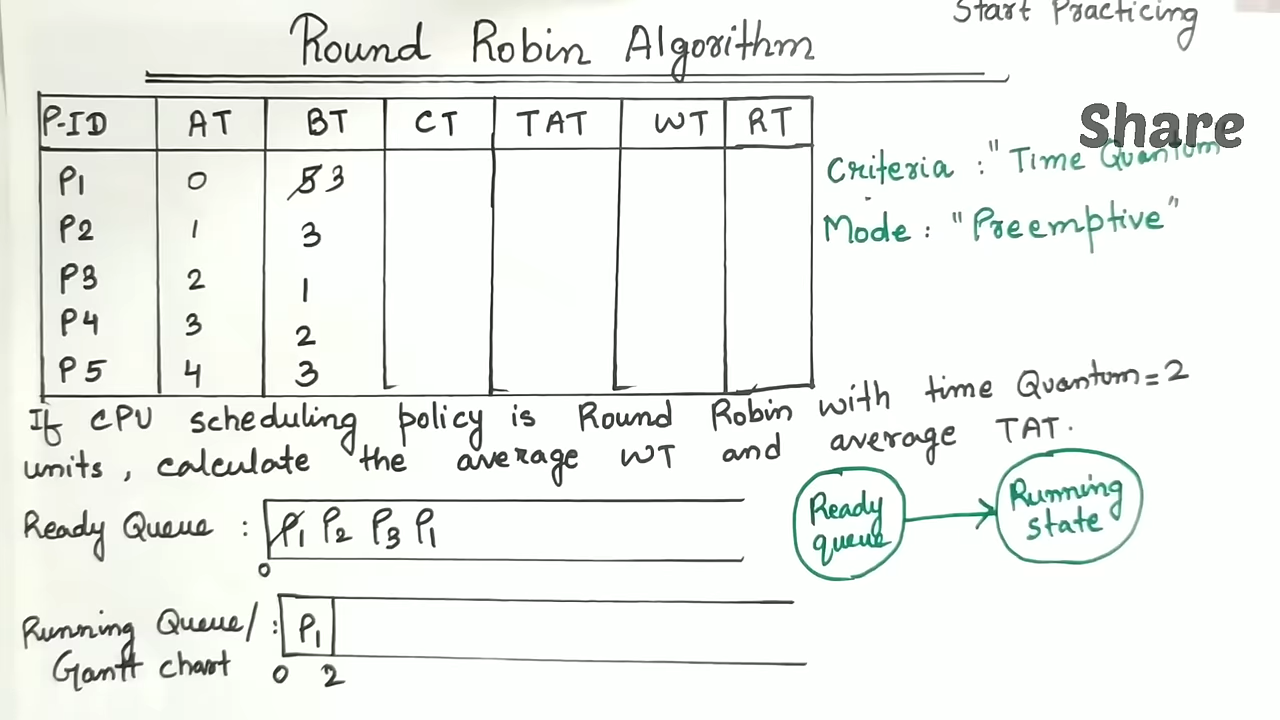 Start Practicing
Round Robin Algorithm
P-ID AT BT CT TAT WT RT
P1 0 5 3
P2 1 3
P3 2 1
P4 3 2
P5 4 3
Share
Criteria : "Time Quantum
Mode : "Preemptive"
If CPU scheduling policy is Round Robin with time Quantum = 2
units, calculate the average WT and average TAT.
Ready Queue : P1 P2 P3 P1
0
Ready queue
Running state
Running Queue/ : P1
Gantt chart 0 2